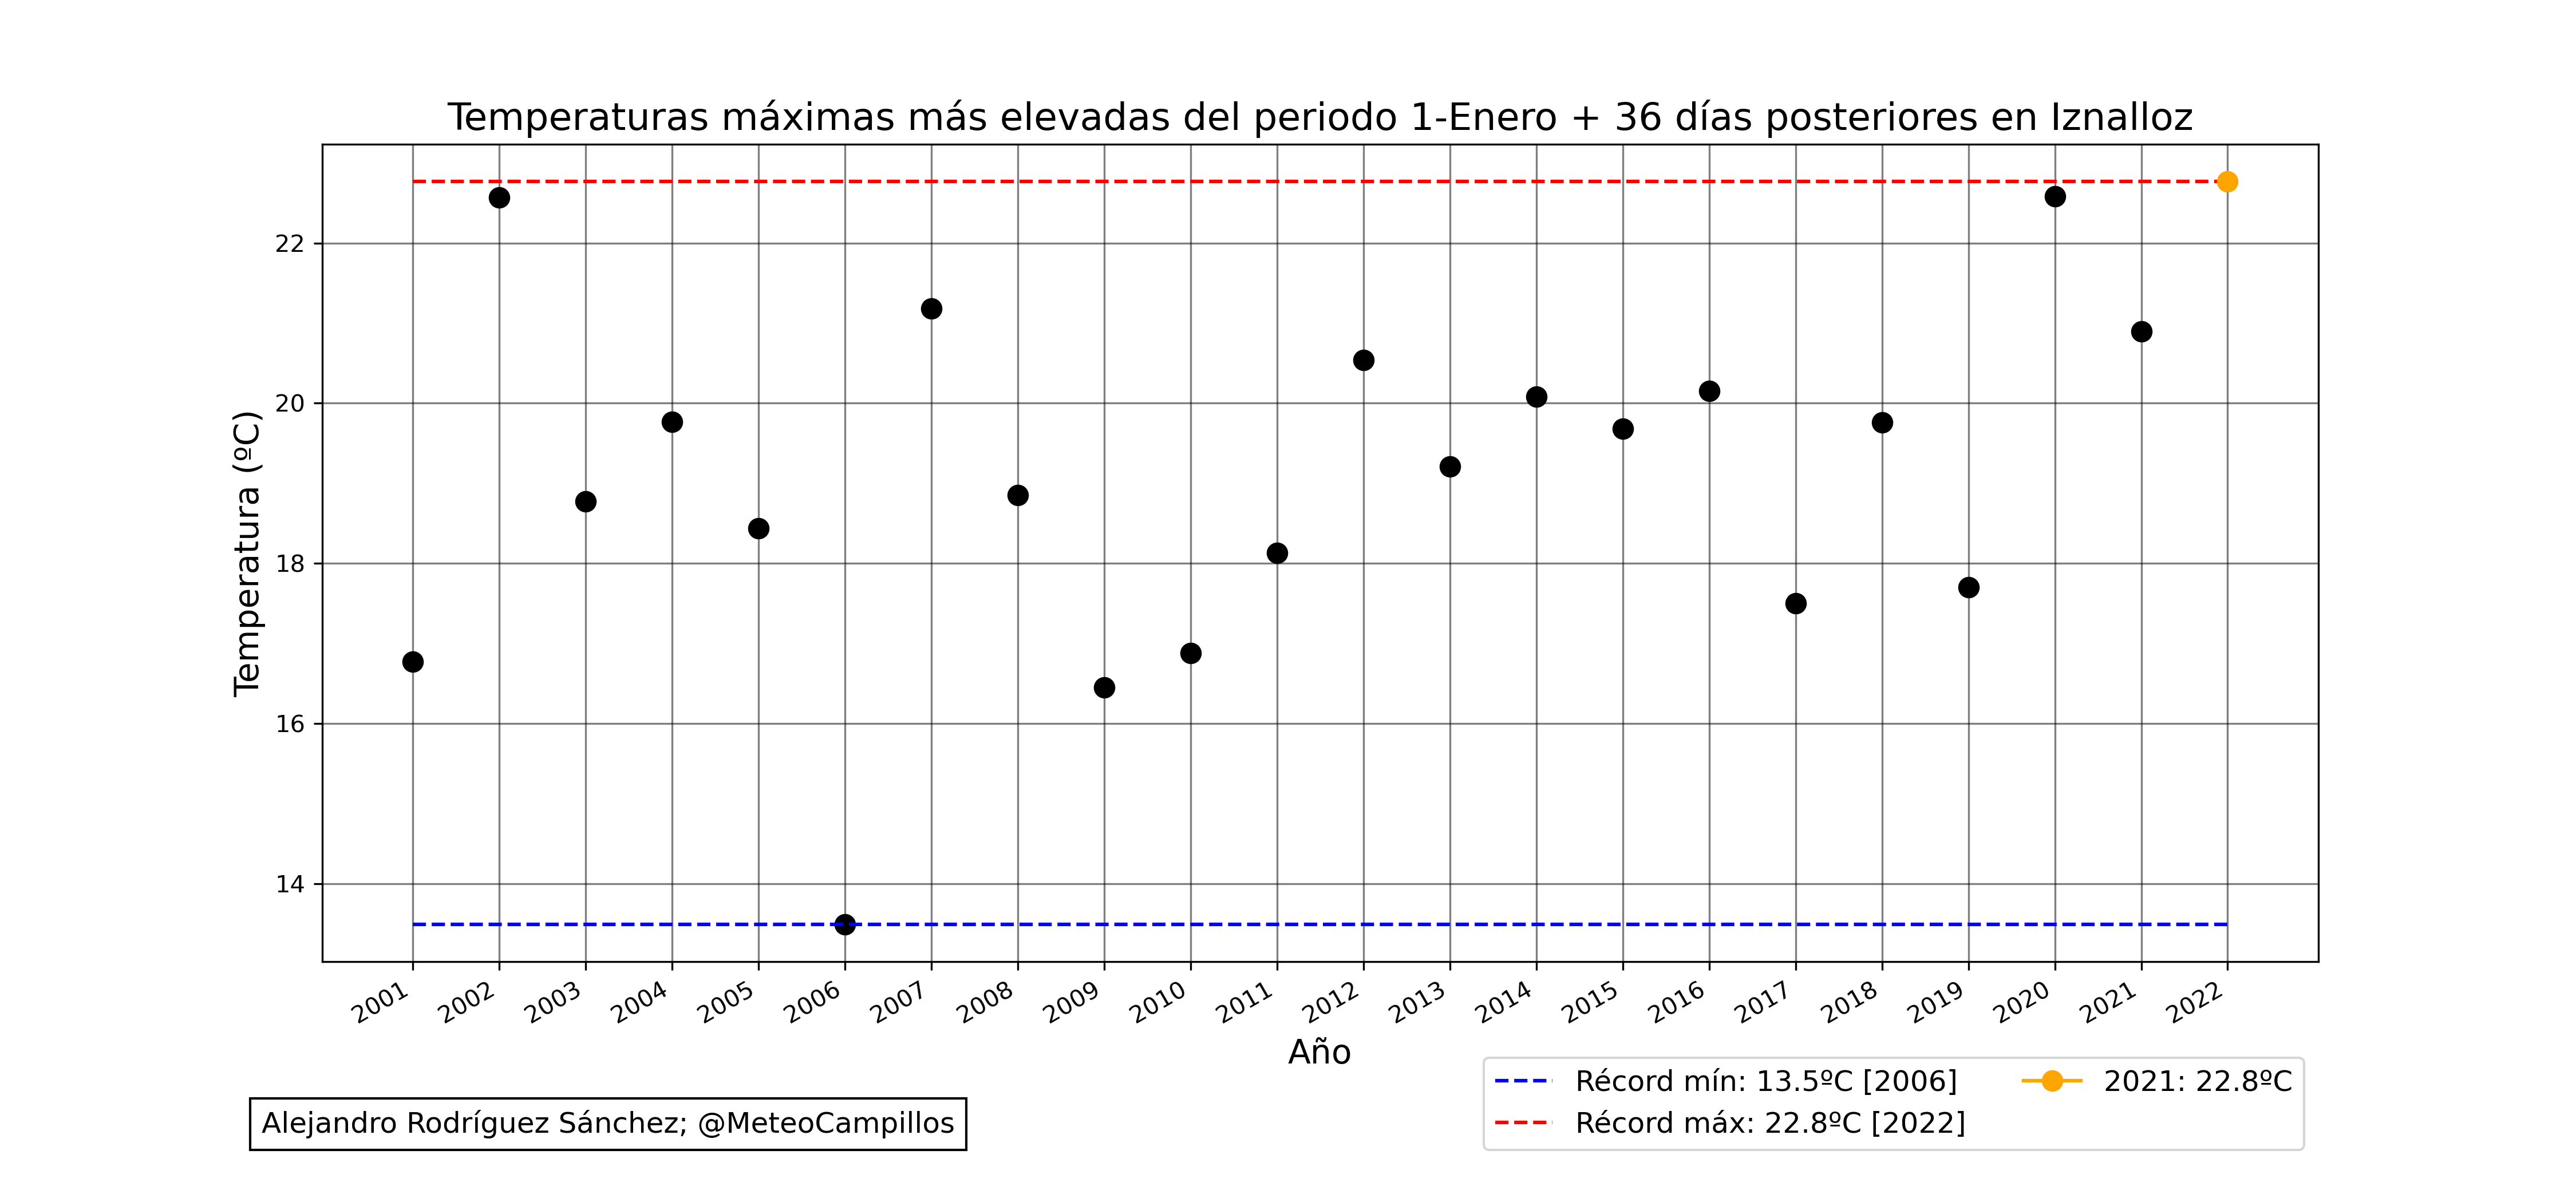 Temperaturas máximas más elevadas del periodo 1-Enero + 36 días posteriores en Iznalloz
Temperatura (ºC)
22
20
18
16
14
2001 2002 2003 2004 2005 2006 2007 2008 2009 2010 2011 2012 2013 2014 2015 2016 2017 2018 2019 2020 2021 2022
Año
Récord mín: 13.5ºC [2006]
Récord máx: 22.8ºC [2022]
2021: 22.8ºC
Alejandro Rodríguez Sánchez; @MeteoCampillos